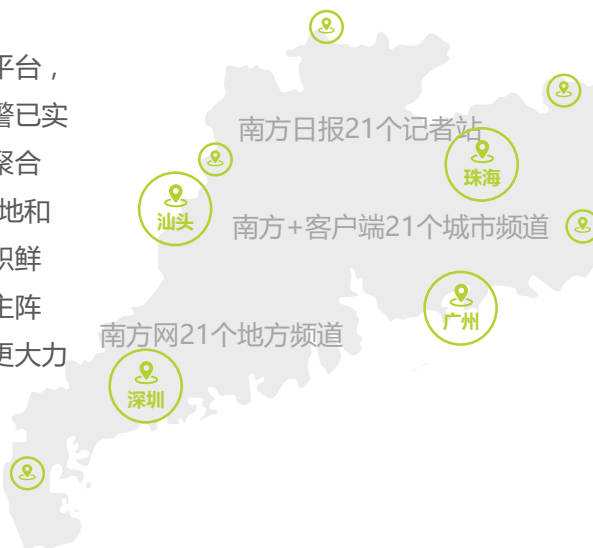 平台，
警已实
聚合
地和
织鲜
主阵
更大力
南方日报21个记者站
珠海
汕头
南方+客户端21个城市频道
广州
南方网21个地方频道
深圳